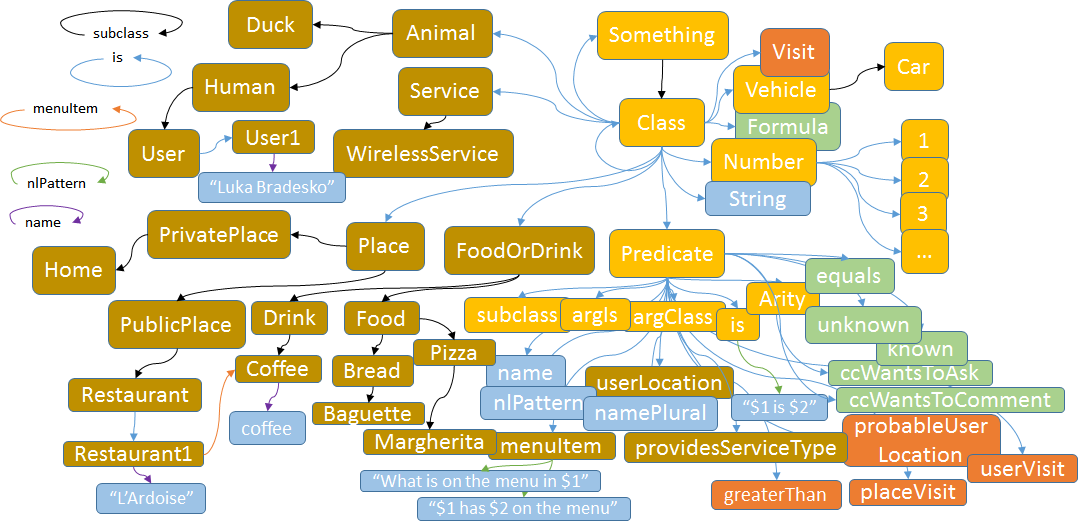 subclass
is
menuItem
nlPattern
name
Duck
Animal
Human
Service
User
User1
WirelessService
“Luka Bradesko”
Something
Class
Visit
Vehicle
Car
Formula
Number
String
1
2
3
...
PrivatePlace
Place
Home
FoodOrDrink
Predicate
PublicPlace
Drink
Food
Pizza
Coffee
Bread
Baguette
Margherita
Restaurant
coffee
Restaurant1
“L’Ardoise”
subclass
argIs
argClass
is
Arity
equals
unknown
known
name
nlPattern
userLocation
namePlural
“$1 is $2”
ccWantsToAsk
ccWantsToComment
menuItem
providesServiceType
probableUser
Location
userVisit
placeVisit
greaterThan
“What is on the menu in $1”
“$1 has $2 on the menu”